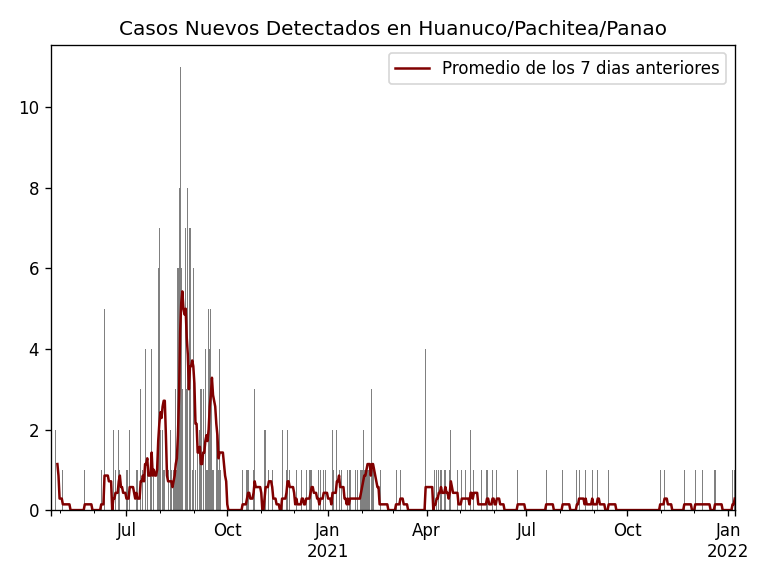 Casos Nuevos Detectados en Huanuco/Pachitea/Panao
Promedio de los 7 dias anteriores
10
8
6
4
2
0
Jul Oct Jan Apr Jul Oct Jan
2021 2022